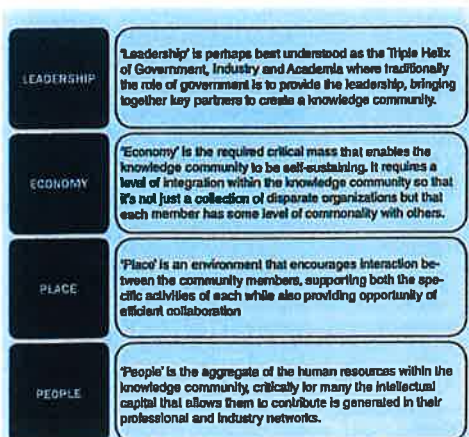 LEADERSHIP
'Leadership' is perhaps best understood as the Triple Helix
of Government, Industry and Academia where traditionally
the role of government is to provide the leadership, bringing
together key partners to create a knowledge community.
ECONOMY
'Economy' is the required critical mass that enables the
knowledge community to be self-sustaining. It requires a
level of integration within the knowledge community so that
it's not just a collection of disparate organizations but that
each member has some level of commonality with others.
PLACE
'Place' is an environment that encourages interaction be-
tween the community members, supporting both the spe-
cific activities of each while also providing opportunity of
efficient collaboration
PEOPLE
'People' is the aggregate of the human resources within the
knowledge community, critically for many the intellectual
capital that allows them to contribute is generated in their
professional and industry networks.